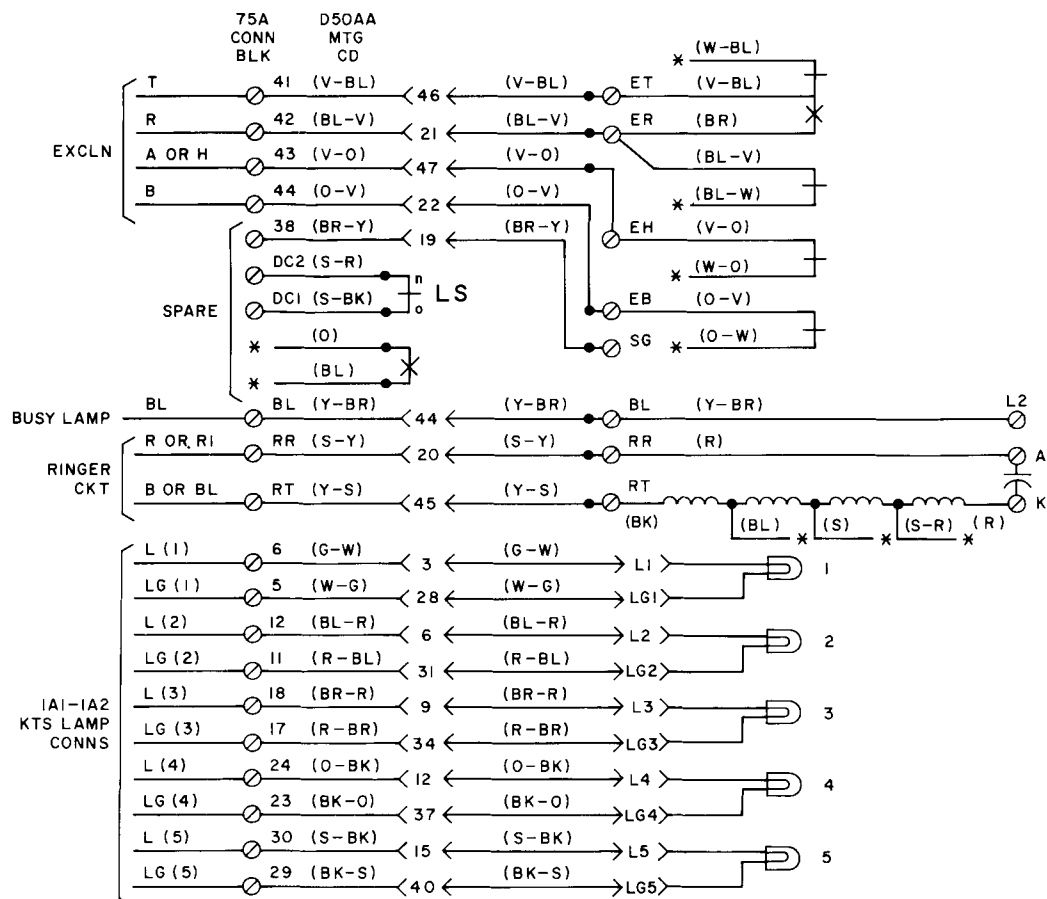 75A CONN BLK
D50AA MTG CD
EXCLN
T 41 (V-BL) 46 (V-BL) ET (W-BL)
(V-BL)
R 42 (BL-V) 21 (BL-V) ER (BR)
A OR H 43 (V-O) 47 (V-O) (BL-V)
B 44 (O-V) 22 (O-V) (BL-W)
SPARE
38 (BR-Y) 19 (BR-Y) EH (V-O)
DC2 (S-R) n (W-O)
LS
DC1 (S-BK) o EB (O-V)
* (O) SG * (O-W)
* (BL)
BUSY LAMP BL BL (Y-BR) 44 (Y-BR) BL (Y-BR) L2
RINGER CKT
R OR RI RR (S-Y) 20 (S-Y) RR (R) A
B OR BL RT (Y-S) 45 (Y-S) RT K
(BK) (BL) * (S) * (S-R) * (R)
1A1-1A2 KTS LAMP CONNS
L (1) 6 (G-W) 3 (G-W) L1 1
LG (1) 5 (W-G) 28 (W-G) LG1
L (2) 12 (BL-R) 6 (BL-R) L2 2
LG (2) 11 (R-BL) 31 (R-BL) LG2
L (3) 18 (BR-R) 9 (BR-R) L3 3
LG (3) 17 (R-BR) 34 (R-BR) LG3
L (4) 24 (O-BK) 12 (O-BK) L4 4
LG (4) 23 (BK-O) 37 (BK-O) LG4
L (5) 30 (S-BK) 15 (S-BK) L5 5
LG (5) 29 (BK-S) 40 (BK-S) LG5